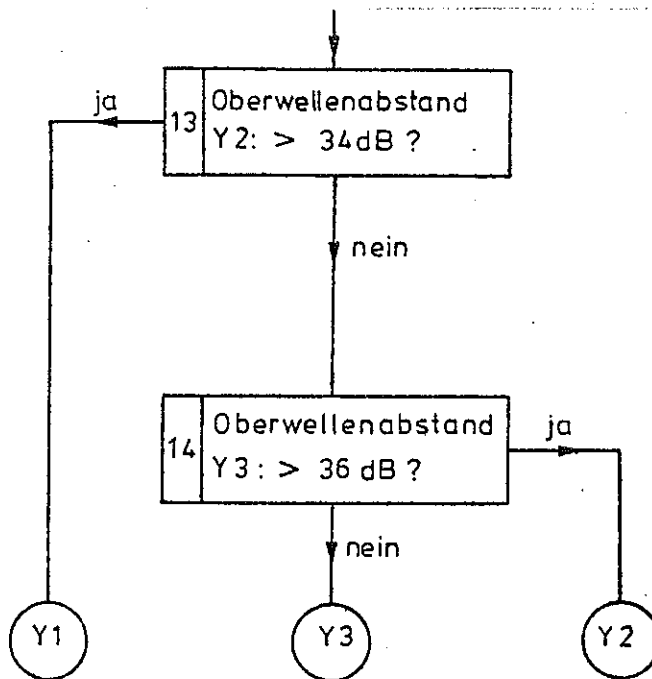 ja
13
Oberwellenabstand
Y2: > 34dB ?
nein
14
Oberwellenabstand
Y3: > 36 dB ?
ja
nein
Y1
Y3
Y2